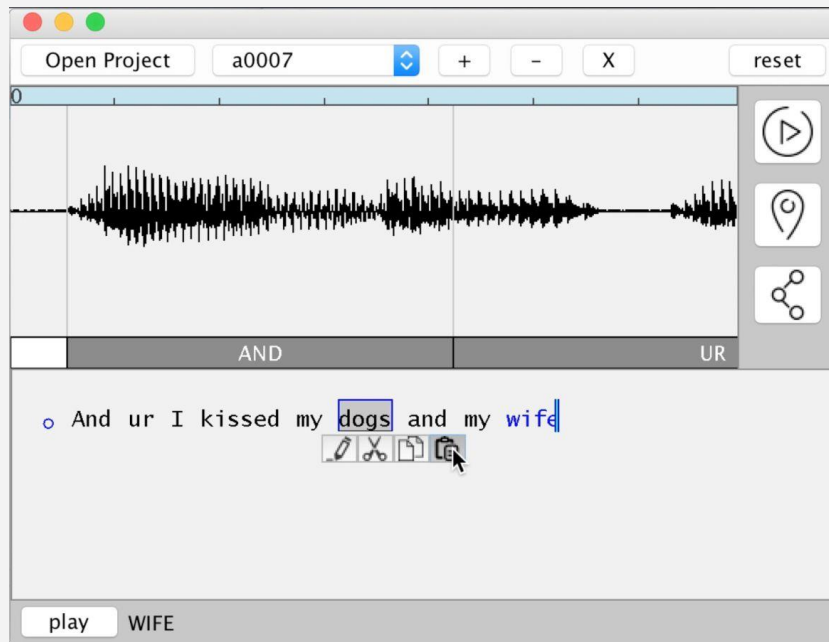 Open Project a0007 + - X reset
0
AND UR
And ur I kissed my dogs and my wife
play WIFE